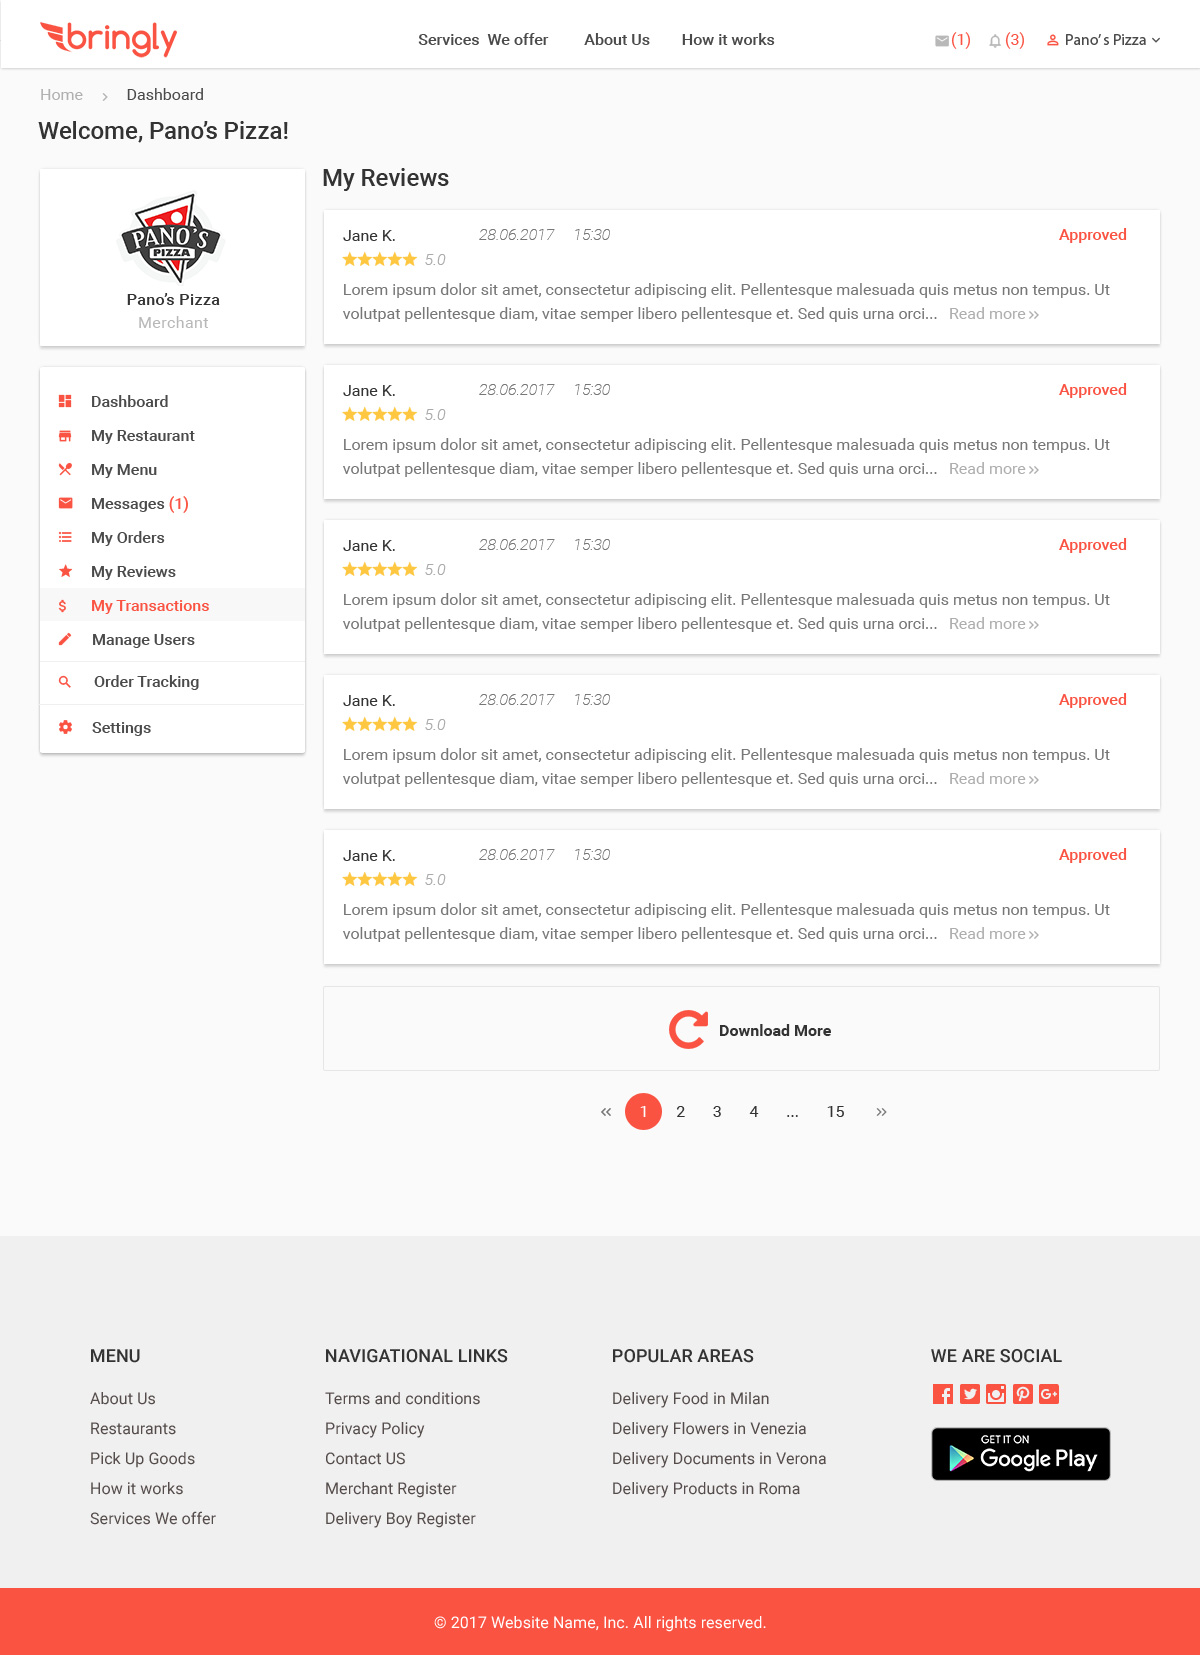 bringly
Services We offer About Us How it works (1) (3) Pano's Pizza
Home Dashboard
Welcome, Pano's Pizza!
PANO'S
PIZZA
Pano's Pizza
Merchant
Dashboard
My Restaurant
My Menu
Messages (1)
My Orders
My Reviews
My Transactions
Manage Users
Order Tracking
Settings
My Reviews
Jane K. 28.06.2017 15:30 Approved
5.0
Lorem ipsum dolor sit amet, consectetur adipiscing elit. Pellentesque malesuada quis metus non tempus. Ut
volutpat pellentesque diam, vitae semper libero pellentesque et. Sed quis urna orci... Read more »
Jane K. 28.06.2017 15:30 Approved
5.0
Lorem ipsum dolor sit amet, consectetur adipiscing elit. Pellentesque malesuada quis metus non tempus. Ut
volutpat pellentesque diam, vitae semper libero pellentesque et. Sed quis urna orci... Read more »
Jane K. 28.06.2017 15:30 Approved
5.0
Lorem ipsum dolor sit amet, consectetur adipiscing elit. Pellentesque malesuada quis metus non tempus. Ut
volutpat pellentesque diam, vitae semper libero pellentesque et. Sed quis urna orci... Read more »
Jane K. 28.06.2017 15:30 Approved
5.0
Lorem ipsum dolor sit amet, consectetur adipiscing elit. Pellentesque malesuada quis metus non tempus. Ut
volutpat pellentesque diam, vitae semper libero pellentesque et. Sed quis urna orci... Read more »
Jane K. 28.06.2017 15:30 Approved
5.0
Lorem ipsum dolor sit amet, consectetur adipiscing elit. Pellentesque malesuada quis metus non tempus. Ut
volutpat pellentesque diam, vitae semper libero pellentesque et. Sed quis urna orci... Read more »
Download More
« 1 2 3 4 ... 15 »
MENU
About Us
Restaurants
Pick Up Goods
How it works
Services We offer
NAVIGATIONAL LINKS
Terms and conditions
Privacy Policy
Contact US
Merchant Register
Delivery Boy Register
POPULAR AREAS
Delivery Food in Milan
Delivery Flowers in Venezia
Delivery Documents in Verona
Delivery Products in Roma
WE ARE SOCIAL
GET IT ON
Google Play
© 2017 Website Name, Inc. All rights reserved.